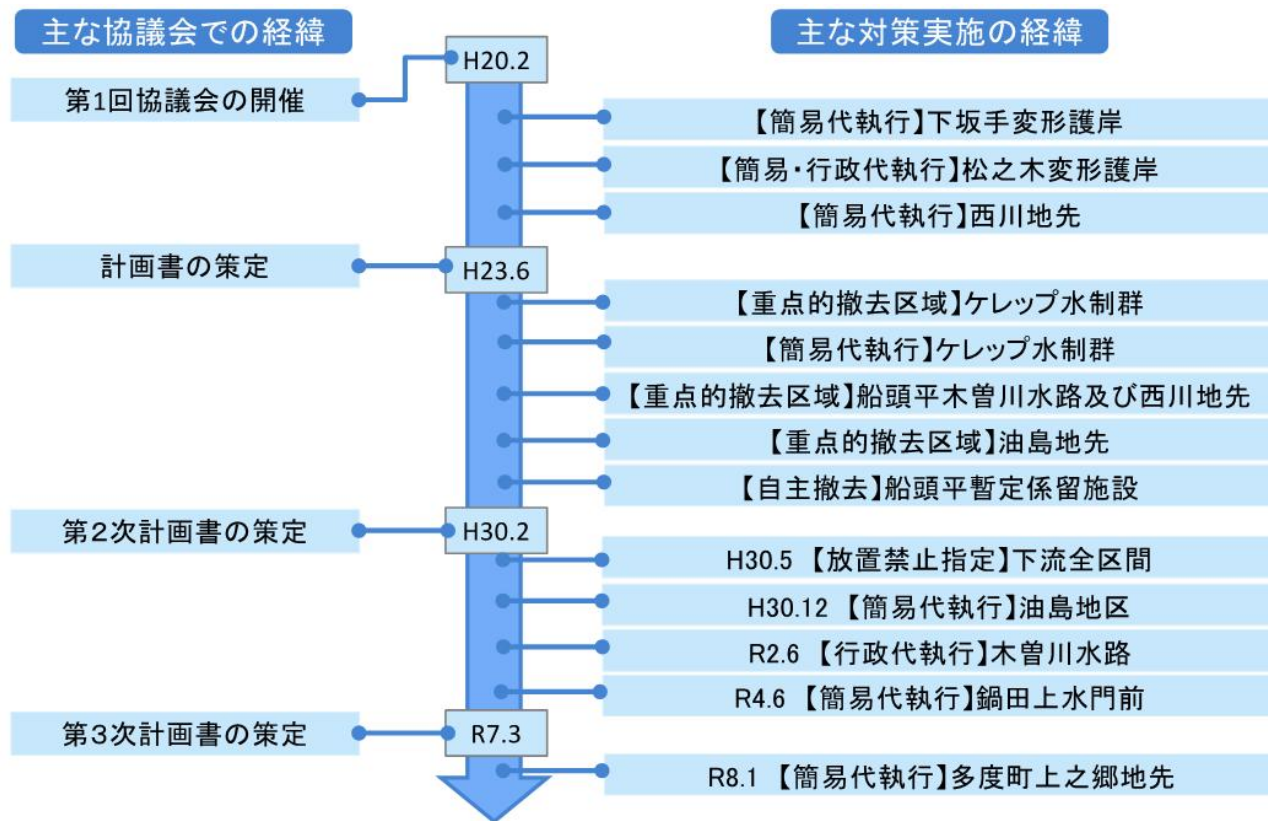 主な協議会での経緯
主な対策実施の経緯
H20.2
第1回協議会の開催
【簡易代執行】下坂手変形護岸
【簡易・行政代執行】松之木変形護岸
【簡易代執行】西川地先
計画書の策定
H23.6
【重点的撤去区域】ケレップ水制群
【簡易代執行】ケレップ水制群
【重点的撤去区域】船頭平木曽川水路及び西川地先
【重点的撤去区域】油島地先
【自主撤去】船頭平暫定係留施設
第2次計画書の策定
H30.2
H30.5 【放置禁止指定】下流全区間
H30.12 【簡易代執行】油島地区
R2.6 【行政代執行】木曽川水路
R4.6 【簡易代執行】鍋田上水門前
第3次計画書の策定
R7.3
R8.1 【簡易代執行】多度町上之郷地先